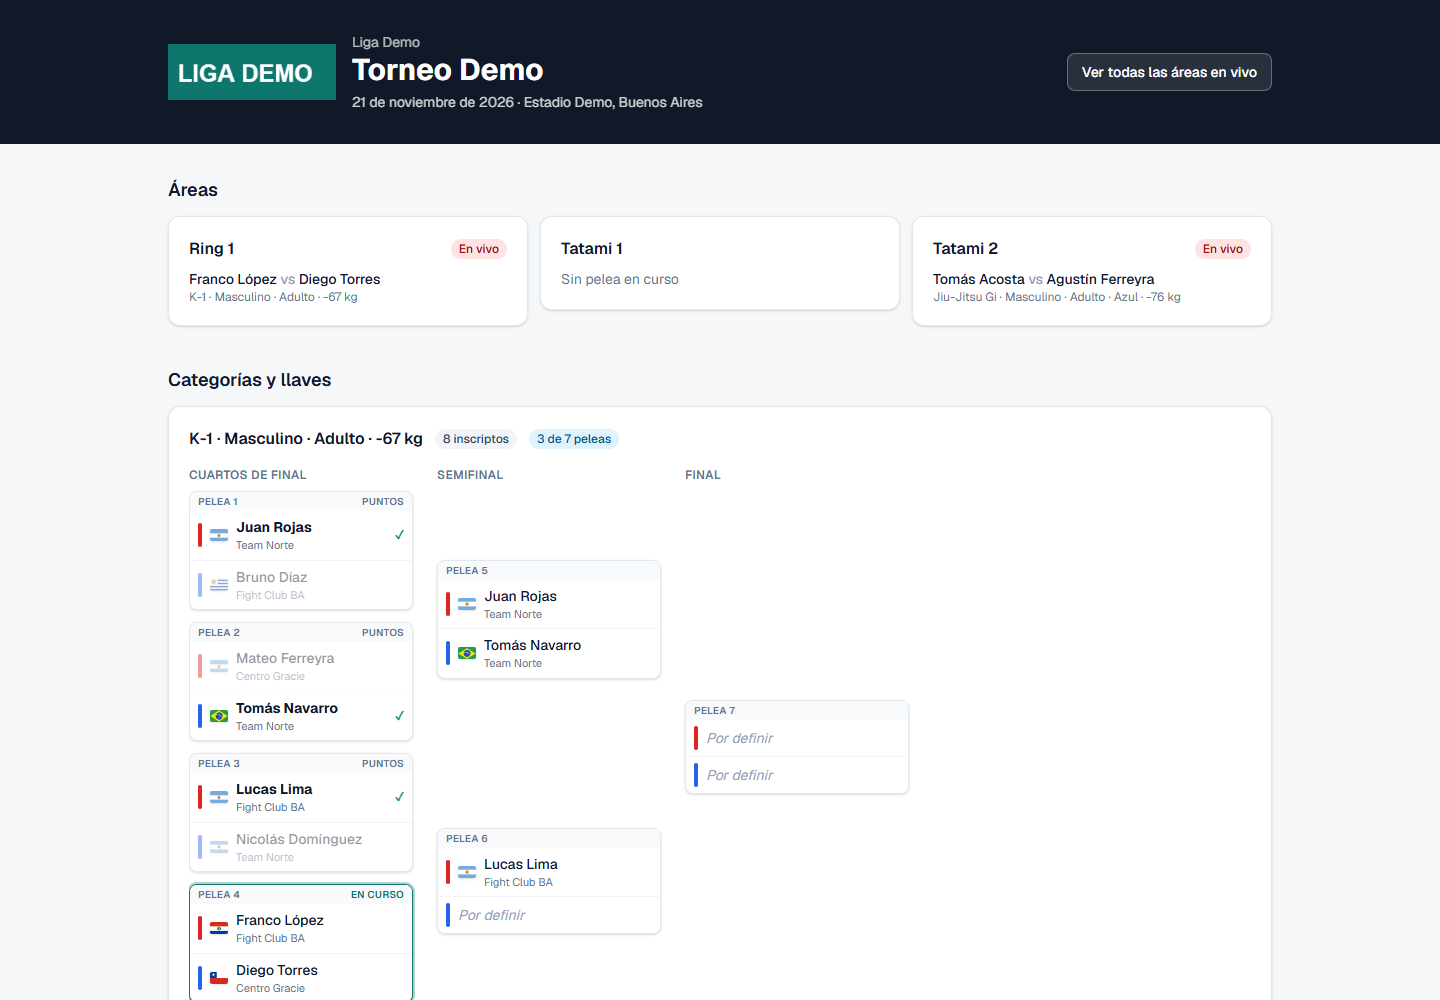 LIGA DEMO
Liga Demo
Torneo Demo
21 de noviembre de 2026 · Estadio Demo, Buenos Aires
Ver todas las áreas en vivo
Áreas
Ring 1
En vivo
Franco López vs Diego Torres
K-1 · Masculino · Adulto · -67 kg
Tatami 1
Sin pelea en curso
Tatami 2
En vivo
Tomás Acosta vs Agustín Ferreyra
Jiu-Jitsu Gi · Masculino · Adulto · Azul · -76 kg
Categorías y llaves
K-1 · Masculino · Adulto · -67 kg
8 inscriptos
3 de 7 peleas
CUARTOS DE FINAL
PELEA 1 PUNTOS
Juan Rojas ✓
Team Norte
Bruno Díaz
Fight Club BA
PELEA 2 PUNTOS
Mateo Ferreyra
Centro Gracie
Tomás Navarro ✓
Team Norte
PELEA 3 PUNTOS
Lucas Lima ✓
Fight Club BA
Nicolás Domínguez
Team Norte
PELEA 4 EN CURSO
Franco López
Fight Club BA
Diego Torres
Centro Gracie
SEMIFINAL
PELEA 5
Juan Rojas
Team Norte
Tomás Navarro
Team Norte
PELEA 6
Lucas Lima
Fight Club BA
Por definir
FINAL
PELEA 7
Por definir
Por definir